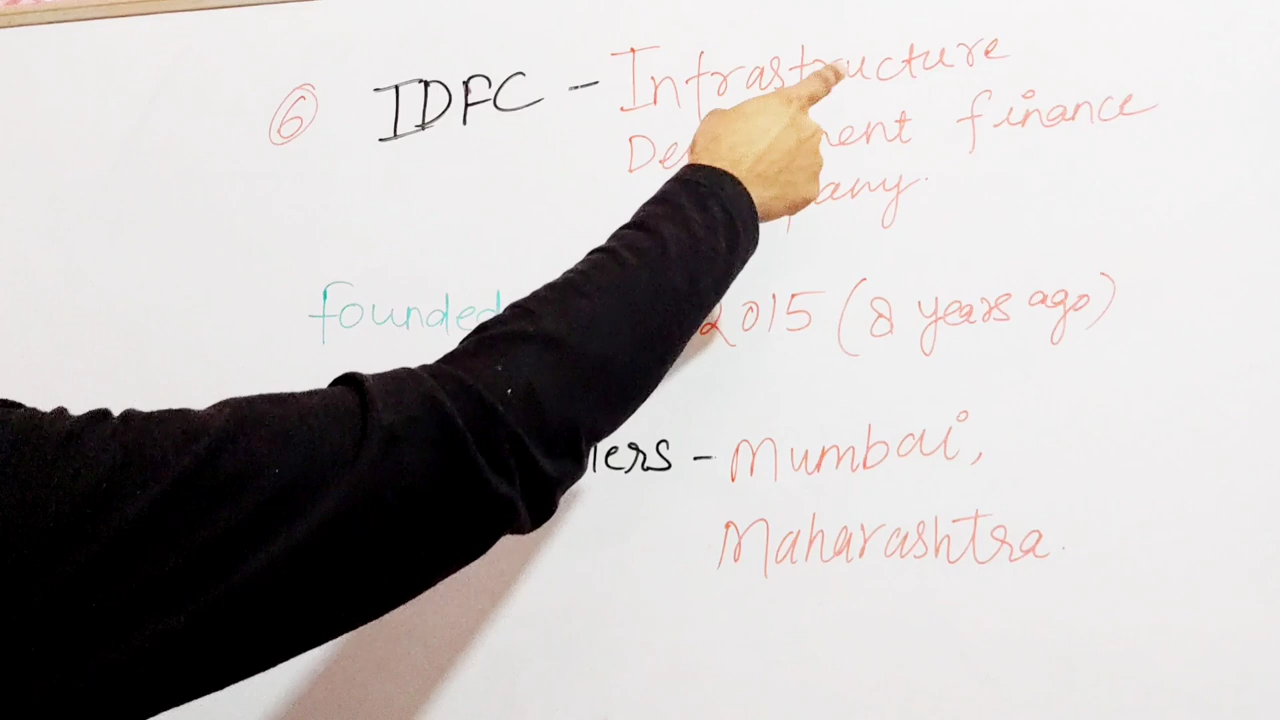 ⑥ IDFC - Infrastructure
finance
founded 2015 (8 years ago)
- Mumbai,
Maharashtra.